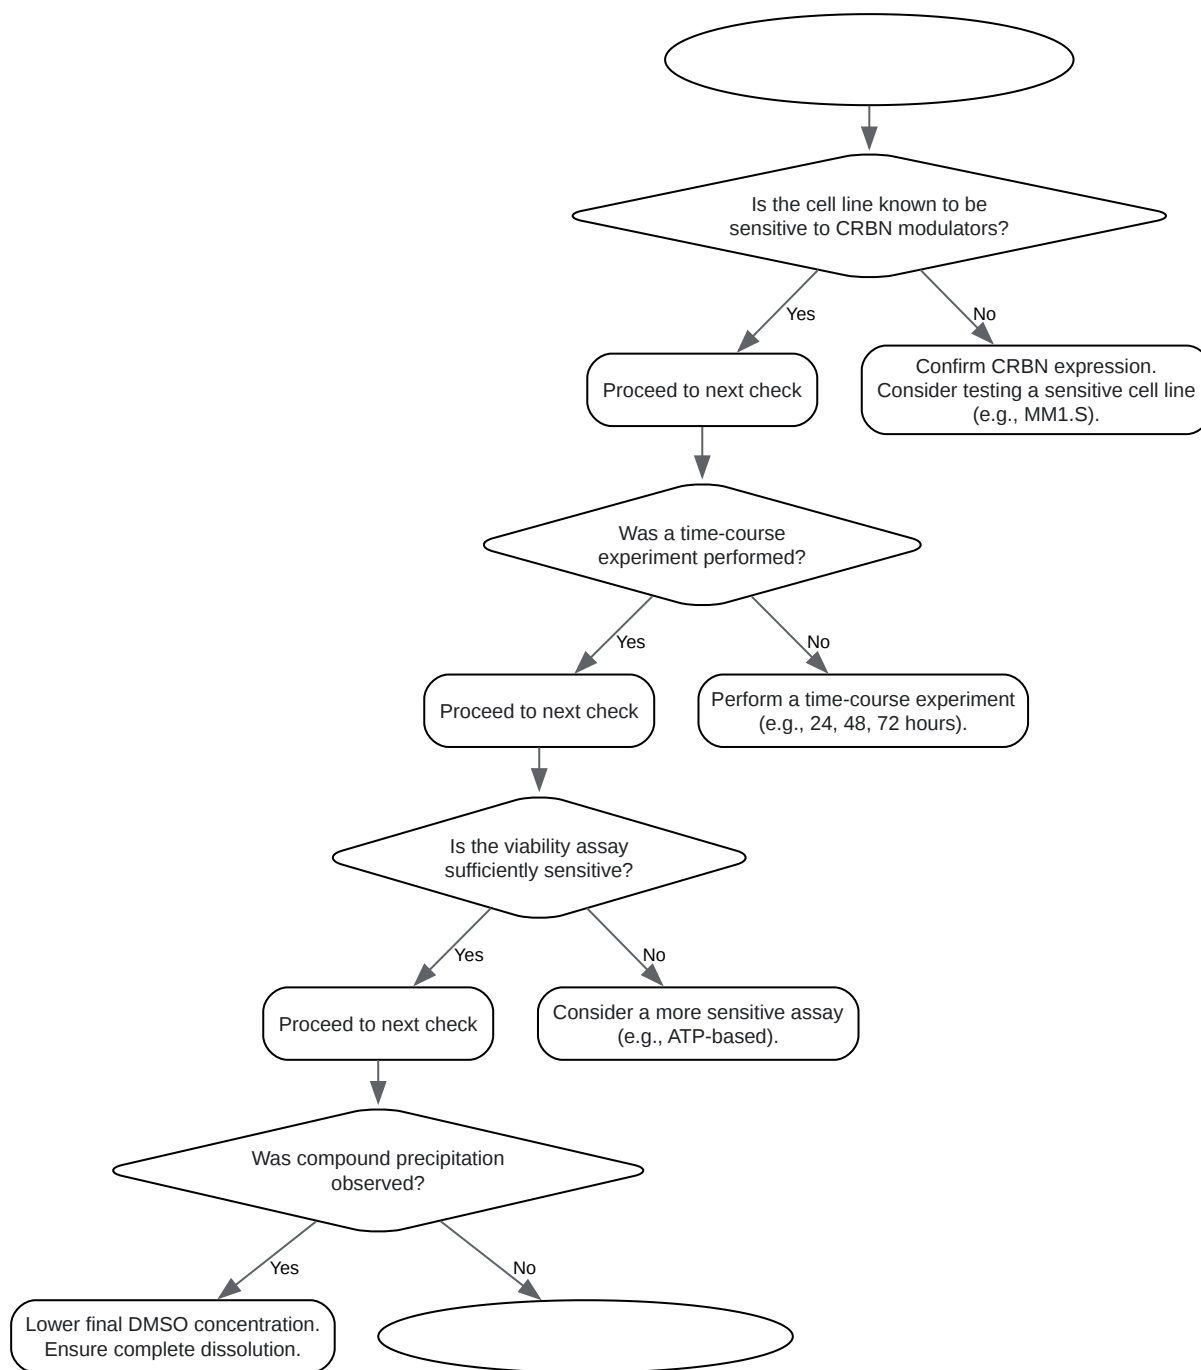 Is the cell line known to be
sensitive to CRBN modulators?
Yes
No
Proceed to next check
Confirm CRBN expression.
Consider testing a sensitive cell line
(e.g., MM1.S).
Was a time-course
experiment performed?
Yes
No
Proceed to next check
Perform a time-course experiment
(e.g., 24, 48, 72 hours).
Is the viability assay
sufficiently sensitive?
Yes
No
Proceed to next check
Consider a more sensitive assay
(e.g., ATP-based).
Was compound precipitation
observed?
Yes
No
Lower final DMSO concentration.
Ensure complete dissolution.